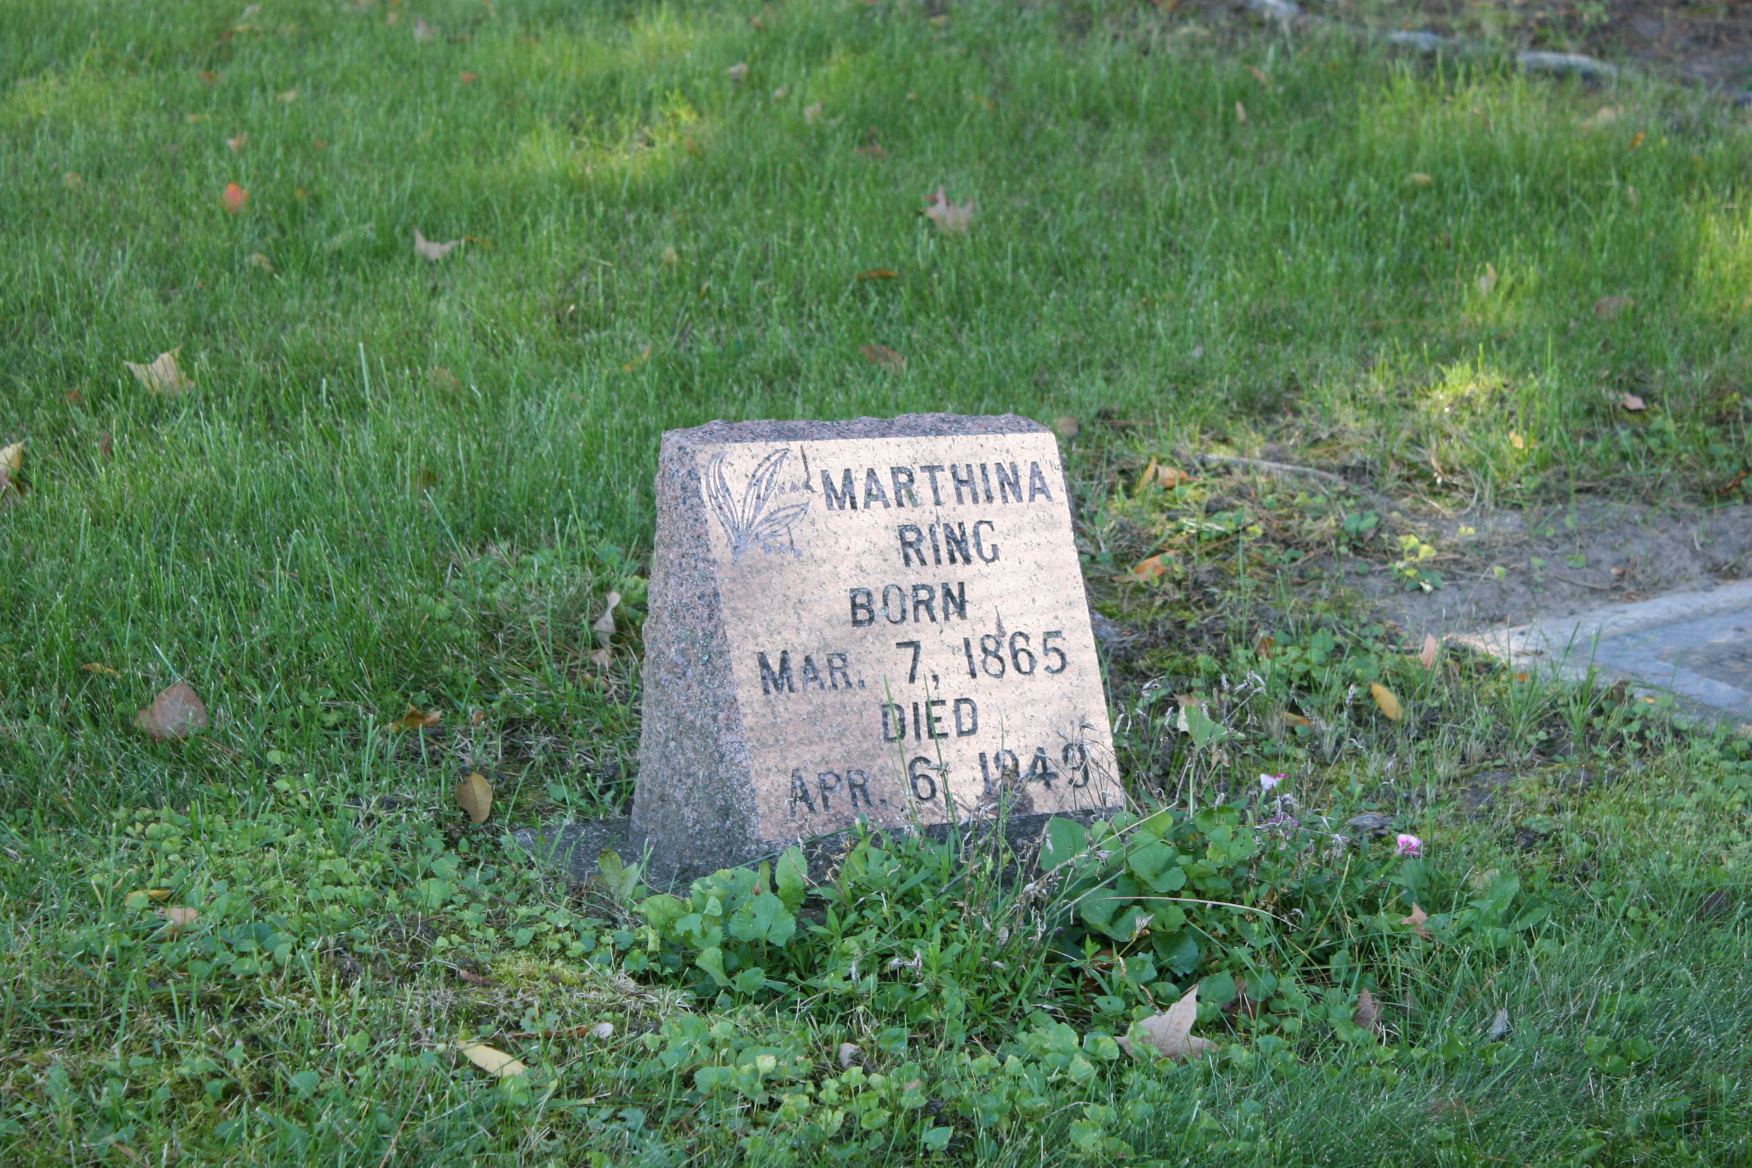 MARTHINA
RING
BORN
MAR. 7, 1865
DIED
APR. 6, 1949